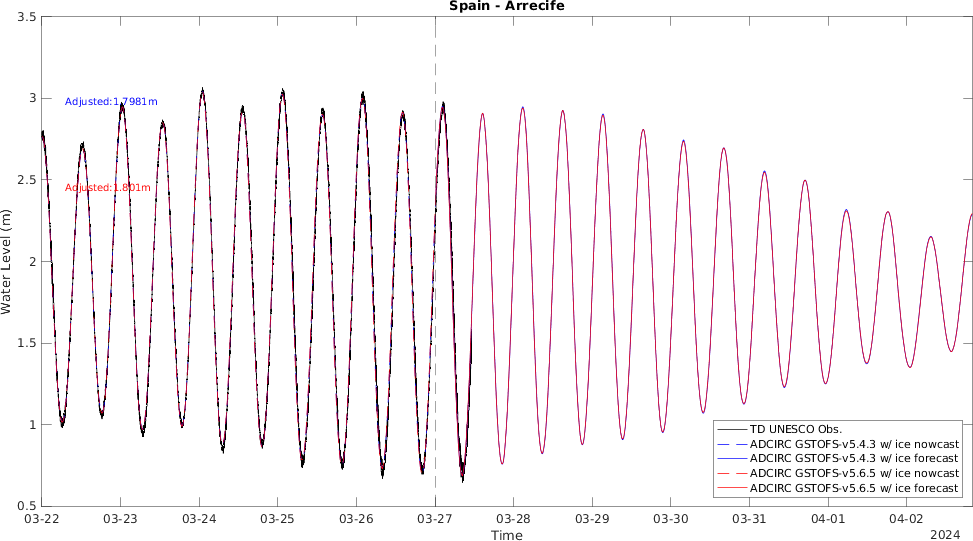 Spain - Arrecife
3.5
3
2.5
2
1.5
1
0.5
Water Level (m)
Adjusted:1.7981m
Adjusted:1.801m
TD UNESCO Obs.
ADCIRC GSTOFS-v5.4.3 w/ ice nowcast
ADCIRC GSTOFS-v5.4.3 w/ ice forecast
ADCIRC GSTOFS-v5.6.5 w/ ice nowcast
ADCIRC GSTOFS-v5.6.5 w/ ice forecast
03-22 03-23 03-24 03-25 03-26 03-27 03-28 03-29 03-30 03-31 04-01 04-02
Time
2024